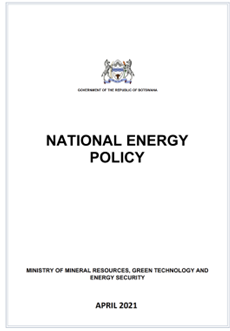 GOVERNMENT OF THE REPUBLIC OF BOTSWANA
NATIONAL ENERGY
POLICY
MINISTRY OF MINERAL RESOURCES, GREEN TECHNOLOGY AND
ENERGY SECURITY
APRIL 2021